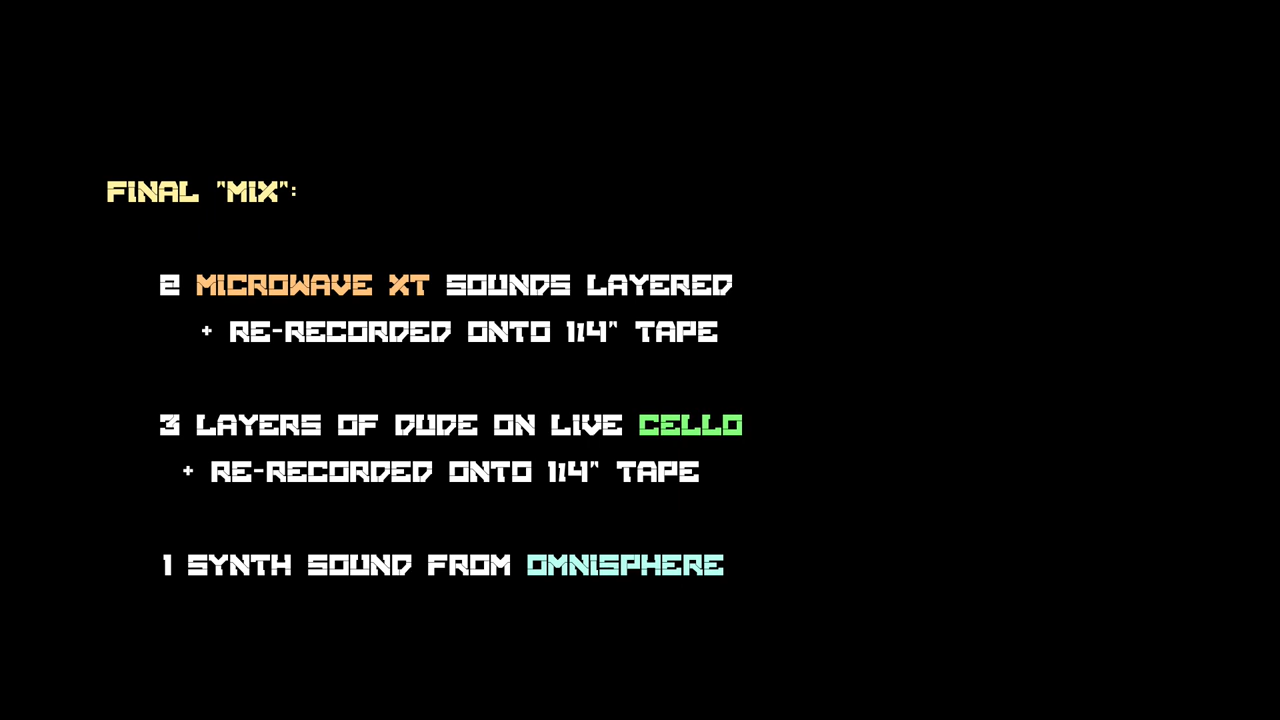 FINAL "MIX":
2 MICROWAVE XT SOUNDS LAYERED
+ RE-RECORDED ONTO 1/4" TAPE
3 LAYERS OF DUDE ON LIVE CELLO
+ RE-RECORDED ONTO 1/4" TAPE
1 SYNTH SOUND FROM OMNISPHERE